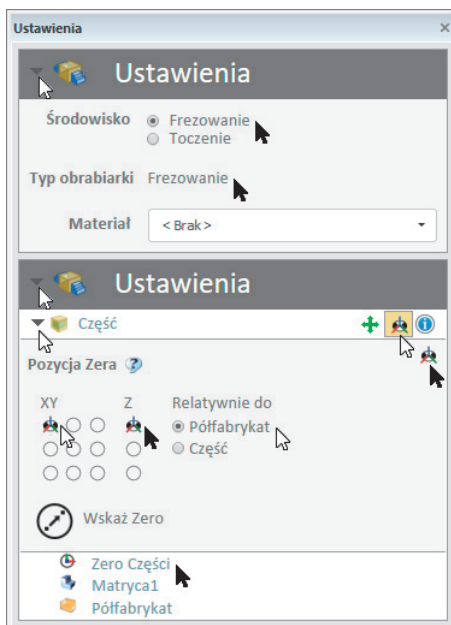 Ustawienia
Ustawienia
Środowisko Frezowanie
Toczenie
Typ obrabiarki Frezowanie
Materiał < Brak >
Ustawienia
Część
Pozycja Zera
XY Z Relatywnie do
Półfabrykat
Część
Wskaż Zero
Zero Części
Matryca1
Półfabrykat